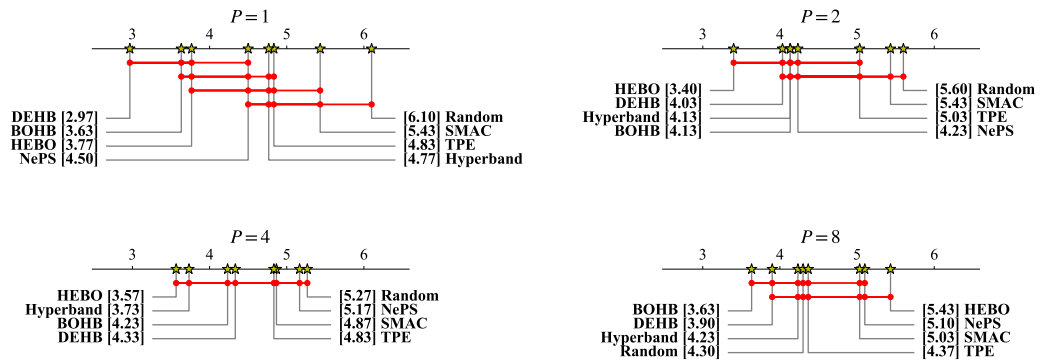 P=1
3 4 5 6
DEHB [2.97] [6.10] Random
BOHB [3.63] [5.43] SMAC
HEBO [3.77] [4.83] TPE
NePS [4.50] [4.77] Hyperband
P=2
3 4 5 6
HEBO [3.40] [5.60] Random
DEHB [4.03] [5.43] SMAC
Hyperband [4.13] [5.03] TPE
BOHB [4.13] [4.23] NePS
P=4
3 4 5 6
HEBO [3.57] [5.27] Random
Hyperband [3.73] [5.17] NePS
BOHB [4.23] [4.87] SMAC
DEHB [4.33] [4.83] TPE
P=8
3 4 5 6
BOHB [3.63] [5.43] HEBO
DEHB [3.90] [5.10] NePS
Hyperband [4.23] [5.03] SMAC
Random [4.30] [4.37] TPE